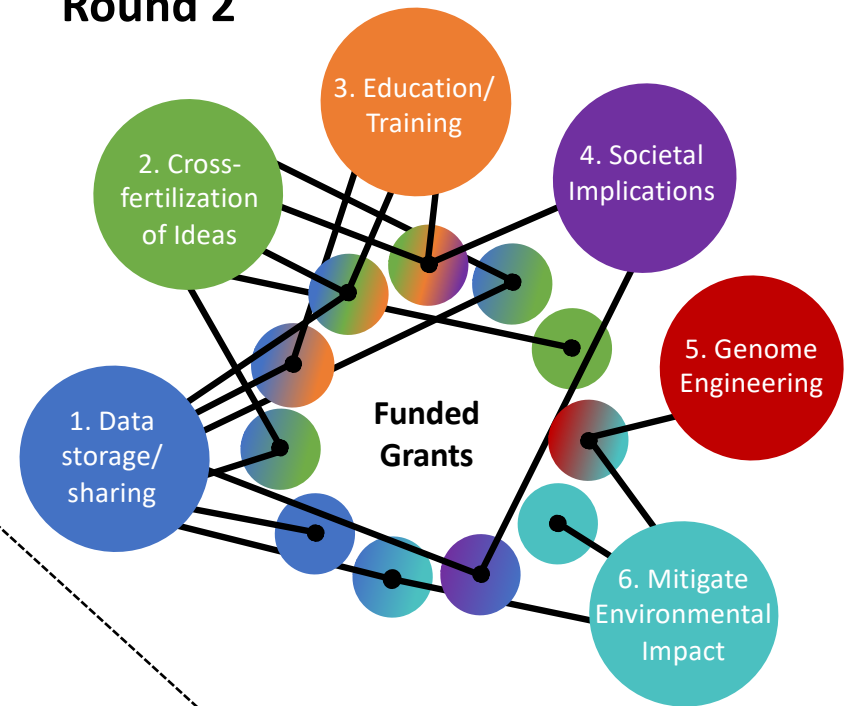 Round 2
3. Education/
Training
2. Cross-
fertilization
of Ideas
4. Societal
Implications
5. Genome
Engineering
1. Data
storage/
sharing
Funded
Grants
6. Mitigate
Environmental
Impact